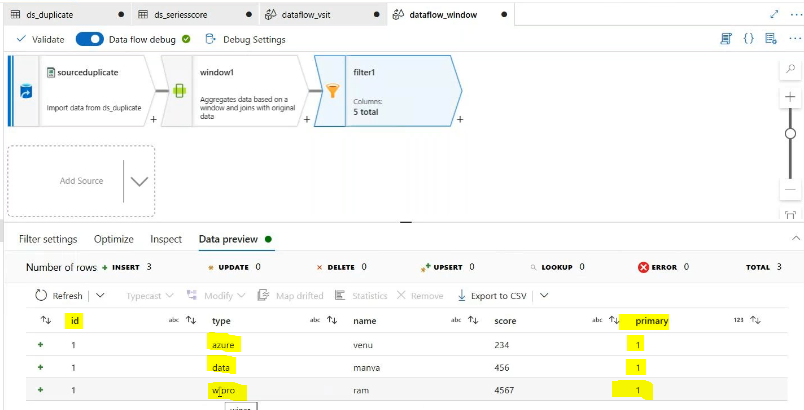 ds_duplicate ds_seriesscore dataflow_vsit dataflow_window
Validate Data flow debug Debug Settings
sourceduplicate
Import data from ds_duplicate
+
window1
Aggregates data based on a
window and joins with original
data
+
filter1
Columns:
5 total
+
Add Source
Filter settings Optimize Inspect Data preview
Number of rows + INSERT 3 UPDATE 0 × DELETE 0 UPSERT 0 LOOKUP 0 ERROR 0 TOTAL 3
Refresh Typecast Modify Map drifted Statistics Remove Export to CSV
id abc type abc name abc score abc primary 123
+ 1 azure venu 234 1
+ 1 data manva 456 1
+ 1 wipro ram 4567 1